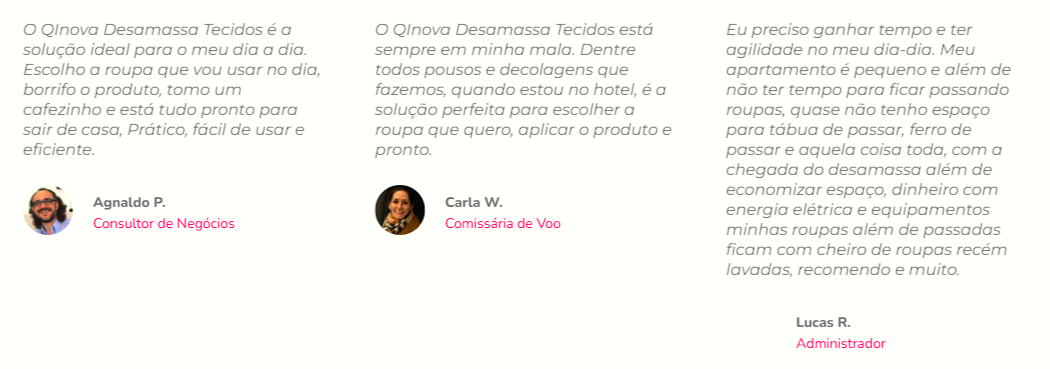 O QInova Desamassa Tecidos é a
solução ideal para o meu dia a dia.
Escolho a roupa que vou usar no dia,
borrifo o produto, tomo um
cafezinho e está tudo pronto para
sair de casa, Prático, fácil de usar e
eficiente.
Agnaldo P.
Consultor de Negócios
O QInova Desamassa Tecidos está
sempre em minha mala. Dentre
todos pousos e decolagens que
fazemos, quando estou no hotel, é a
solução perfeita para escolher a
roupa que quero, aplicar o produto e
pronto.
Carla W.
Comissária de Voo
Eu preciso ganhar tempo e ter
agilidade no meu dia-dia. Meu
apartamento é pequeno e além de
não ter tempo para ficar passando
roupas, quase não tenho espaço
para tábua de passar, ferro de
passar e aquela coisa toda, com a
chegada do desamassa além de
economizar espaço, dinheiro com
energia elétrica e equipamentos
minhas roupas além de passadas
ficam com cheiro de roupas recém
lavadas, recomendo e muito.
Lucas R.
Administrador